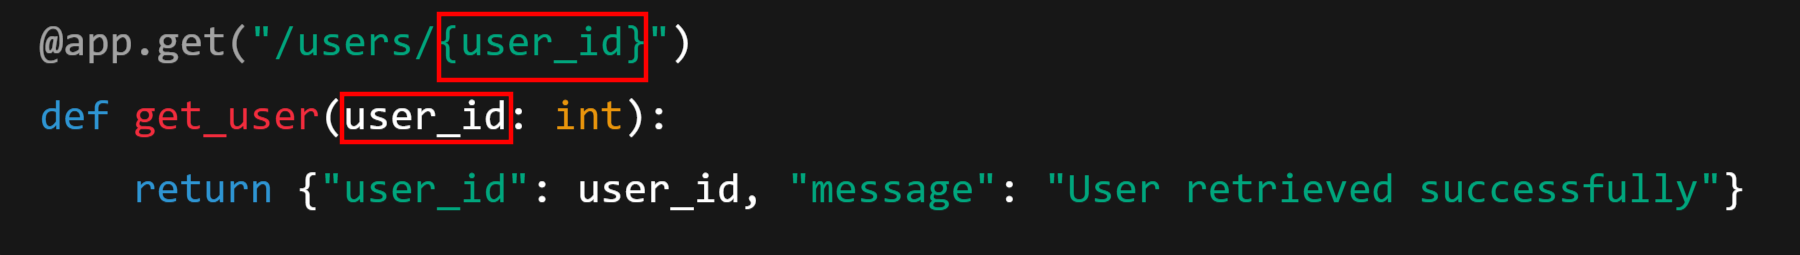 @app.get("/users/{user_id}")
def get_user(user_id: int):
    return {"user_id": user_id, "message": "User retrieved successfully"}